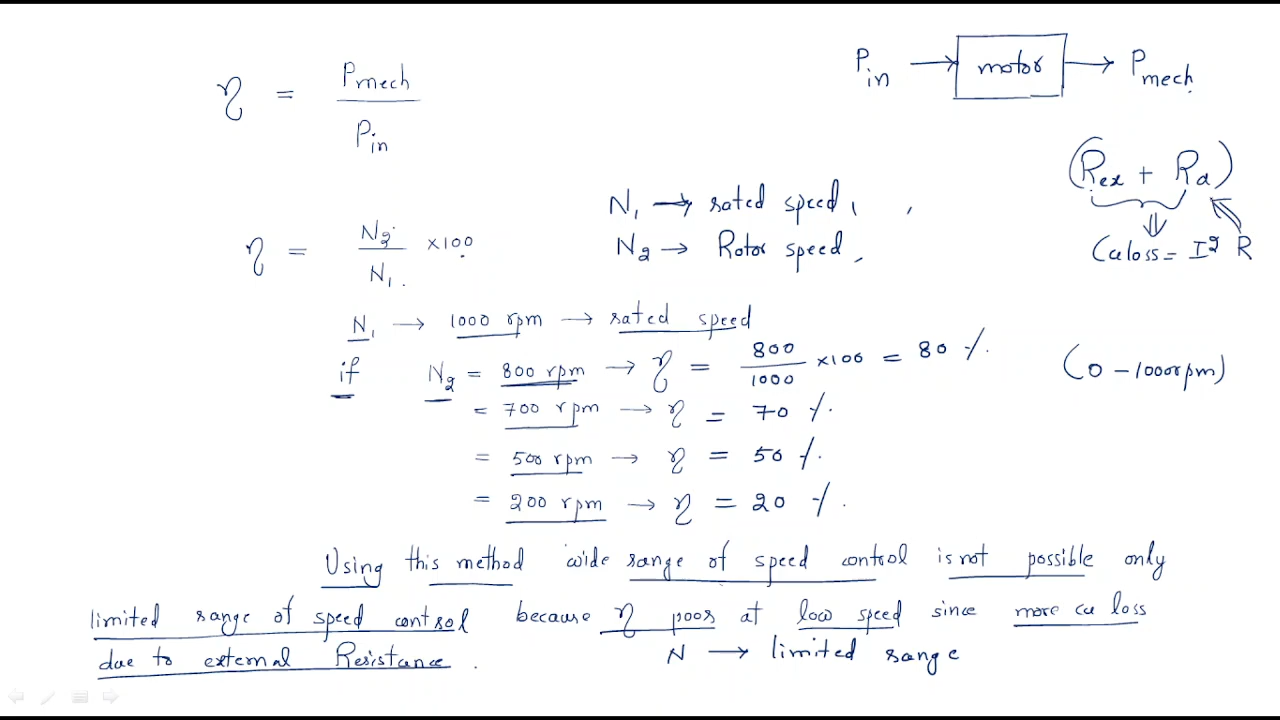 η = Pmech / Pin
Pin → motor → Pmech
(Rex + Ra)
Cu loss = I² R
N₁ → rated speed,
N₂ → Rotor speed,
η = N₂ / N₁ × 100
N₁ → 1000 rpm → rated speed
if N₂ = 800 rpm → η = 800 / 1000 × 100 = 80 %.
(0 - 1000rpm)
= 700 rpm → η = 70 %.
= 500 rpm → η = 50 %.
= 200 rpm → η = 20 %.
Using this method wide range of speed control is not possible only
limited range of speed control because η poor at low speed since more cu loss
due to external Resistance.
N → limited range